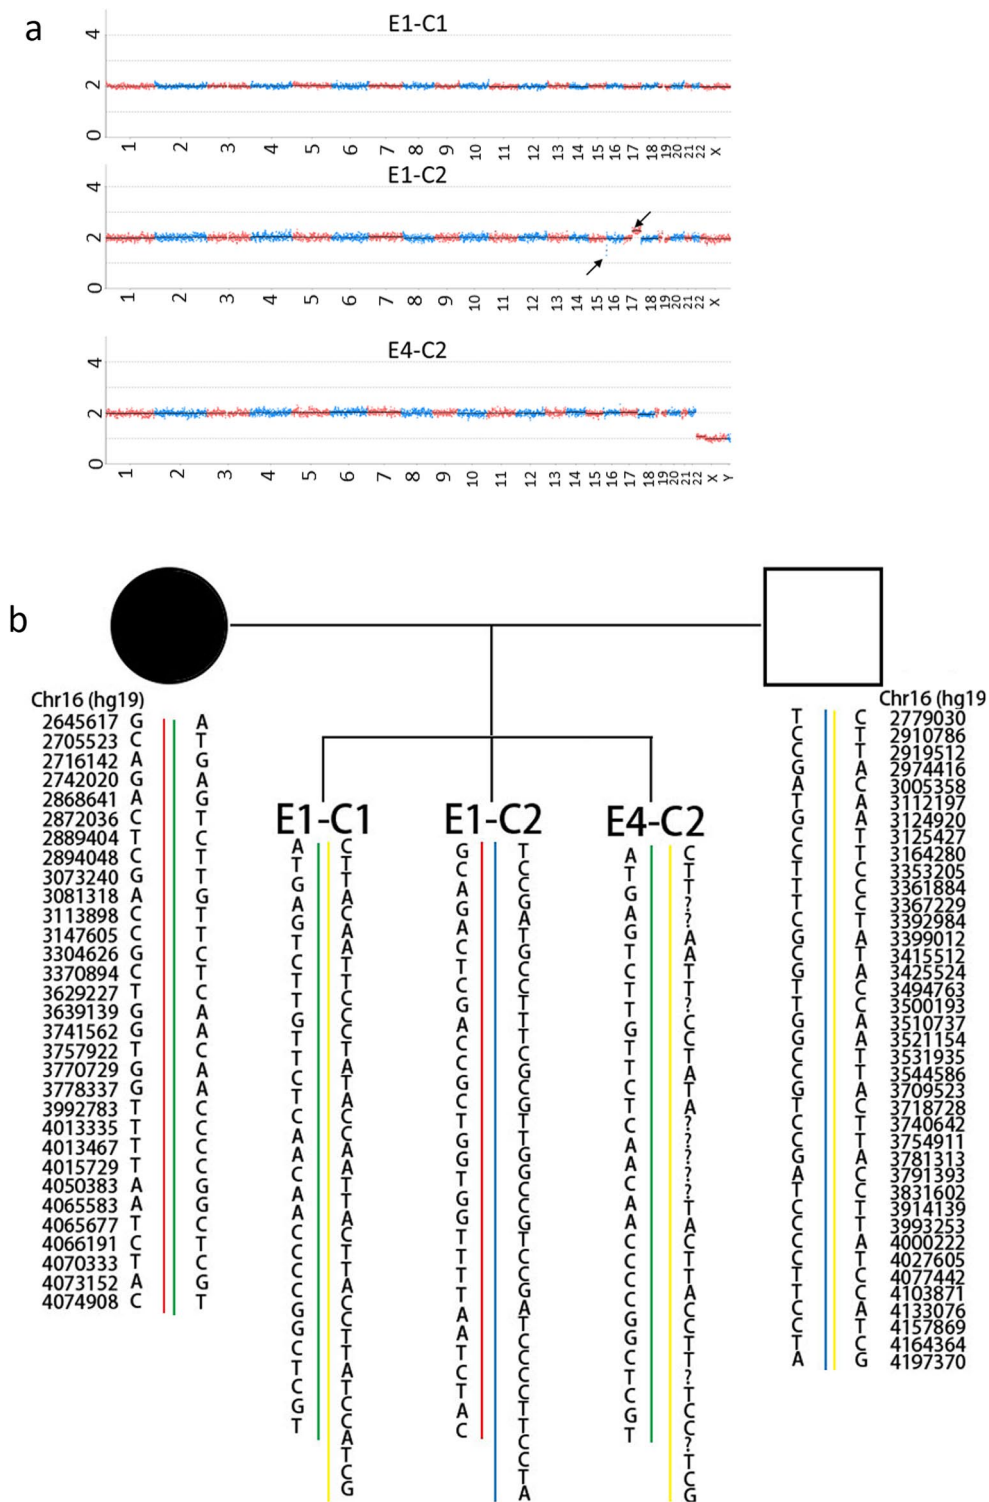 a
E1-C1
4
2
0
1 2 3 4 5 6 7 8 9 10 11 12 13 14 15 16 17 18 19 20 21 22 X
E1-C2
4
2
0
1 2 3 4 5 6 7 8 9 10 11 12 13 14 15 16 17 18 19 20 21 22 X
E4-C2
4
2
0
1 2 3 4 5 6 7 8 9 10 11 12 13 14 15 16 17 18 19 20 21 22 X Y
b
Chr16 (hg19)
2645617 G A
2705523 C T
2716142 A G
2742020 G A
2868641 A G
2872036 C T
2889404 T C
2894048 C T
3073240 G T
3081318 A G
3113898 C T
3147605 C T
3304626 G C
3370894 C T
3629227 T C
3639139 G A
3741562 G A
3757922 T C
3770729 G A
3778337 G A
3992783 T C
4013335 T C
4013467 T C
4015729 T C
4050383 A G
4065583 A G
4065677 T C
4066191 C T
4070333 T C
4073152 A G
4074908 C T
E1-C1
A T G A G T C T T G T T C T C A A C A A C C C C G G C T C G T
C T T A C A A T T C C C T A T A C C A A T T A C T T A C C T T A T C C A T C G
E1-C2
G C A G A C T C G A C C G C T G G T G G T T T T A A T C T A C
T C C G A T G C C T T T C G C G T T G G C C G T C C G A T C C C C T T C C T A
E4-C2
A T G A G T C T T G T T C T C A A C A A C C C C G G C T C G T
C T T ? ? A A T T ? C C T A T A ? ? ? ? ? T A C T T A C C T T ? T C C ? T C G
Chr16 (hg19
T C 2779030
C T 2910786
C T 2919512
G A 2974416
A C 3005358
T A 3112197
G A 3124920
C T 3125427
C T 3164280
T C 3353205
T C 3361884
T C 3367229
C T 3392984
G A 3399012
C T 3415512
G A 3425524
T C 3494763
T C 3500193
G A 3510737
G A 3521154
C T 3531935
C T 3544586
G A 3709523
T C 3718728
C T 3740642
C T 3754911
G A 3781313
A C 3791393
T C 3831602
C T 3914139
C T 3993253
C A 4000222
C T 4027605
T C 4077442
T C 4103871
C A 4133076
C T 4157869
T C 4164364
A G 4197370